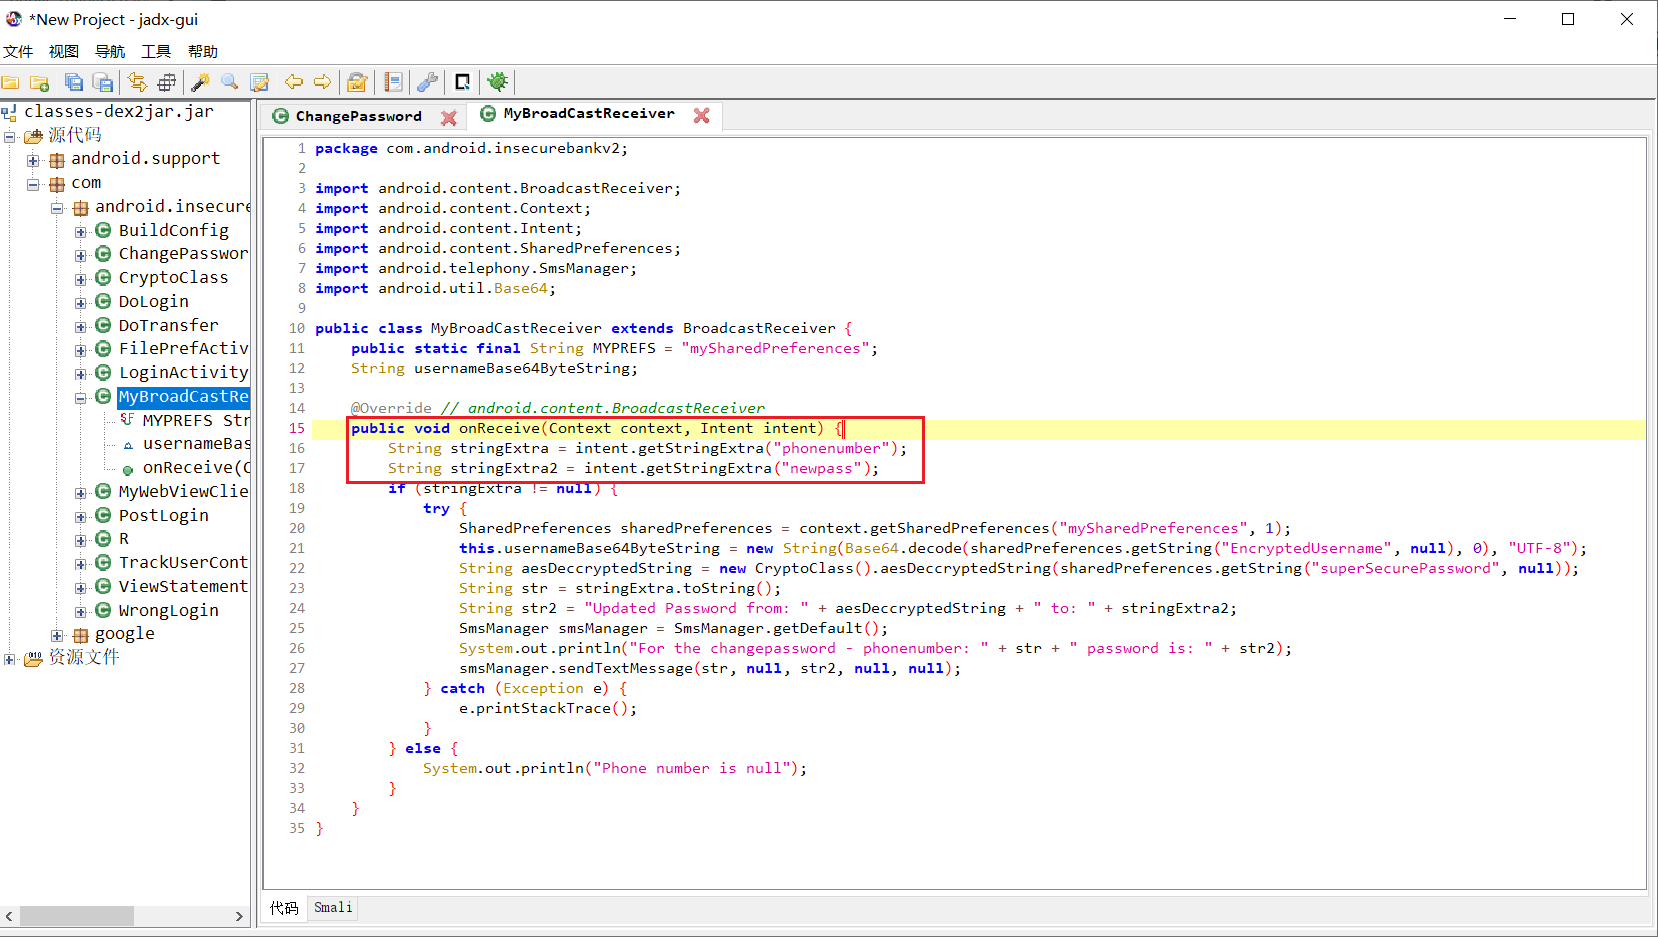 *New Project - jadx-gui
文件 视图 导航 工具 帮助
classes-dex2jar.jar
源代码
android.support
com
android.insecure
BuildConfig
ChangePasswor
CryptoClass
DoLogin
DoTransfer
FilePrefActiv
LoginActivity
MyBroadCastRe
MYPREFS Str
usernameBas
onReceive(C
MyWebViewClie
PostLogin
R
TrackUserCont
ViewStatement
WrongLogin
google
资源文件
ChangePassword
MyBroadCastReceiver
1 package com.android.insecurebankv2;
2
3 import android.content.BroadcastReceiver;
4 import android.content.Context;
5 import android.content.Intent;
6 import android.content.SharedPreferences;
7 import android.telephony.SmsManager;
8 import android.util.Base64;
9
10 public class MyBroadCastReceiver extends BroadcastReceiver {
11 public static final String MYPREFS = "mySharedPreferences";
12 String usernameBase64ByteString;
13
14 @Override // android.content.BroadcastReceiver
15 public void onReceive(Context context, Intent intent) {
16 String stringExtra = intent.getStringExtra("phonenumber");
17 String stringExtra2 = intent.getStringExtra("newpass");
18 if (stringExtra != null) {
19 try {
20 SharedPreferences sharedPreferences = context.getSharedPreferences("mySharedPreferences", 1);
21 this.usernameBase64ByteString = new String(Base64.decode(sharedPreferences.getString("EncryptedUsername", null), 0), "UTF-8");
22 String aesDeccryptedString = new CryptoClass().aesDeccryptedString(sharedPreferences.getString("superSecurePassword", null));
23 String str = stringExtra.toString();
24 String str2 = "Updated Password from: " + aesDeccryptedString + " to: " + stringExtra2;
25 SmsManager smsManager = SmsManager.getDefault();
26 System.out.println("For the changepassword - phonenumber: " + str + " password is: " + str2);
27 smsManager.sendTextMessage(str, null, str2, null, null);
28 } catch (Exception e) {
29 e.printStackTrace();
30 }
31 } else {
32 System.out.println("Phone number is null");
33 }
34 }
35 }
代码 Smali